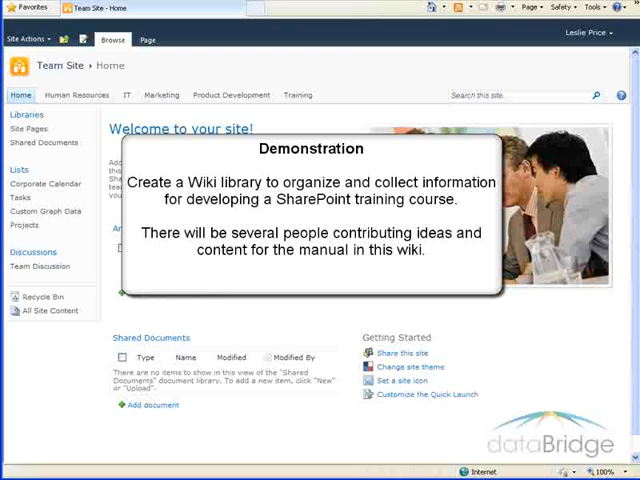 Favorites
Team Site - Home
Page
Safety
Tools
Site Actions
Browse
Page
Leslie Price
Team Site
Home
Home
Human Resources
IT
Marketing
Product Development
Training
Search this site...
Libraries
Site Pages
Shared Documents
Lists
Corporate Calendar
Tasks
Custom Graph Data
Projects
Discussions
Team Discussion
Recycle Bin
All Site Content
Welcome to your site!
Demonstration
Create a Wiki library to organize and collect information
for developing a SharePoint training course.
There will be several people contributing ideas and
content for the manual in this wiki.
Shared Documents
Type Name Modified Modified By
There are no items to show in this view of the "Shared
Documents" document library. To add a new item, click "New"
or "Upload".
Add document
Getting Started
Share this site
Change site theme
Set a site icon
Customize the Quick Launch
dataBridge
Internet
100%